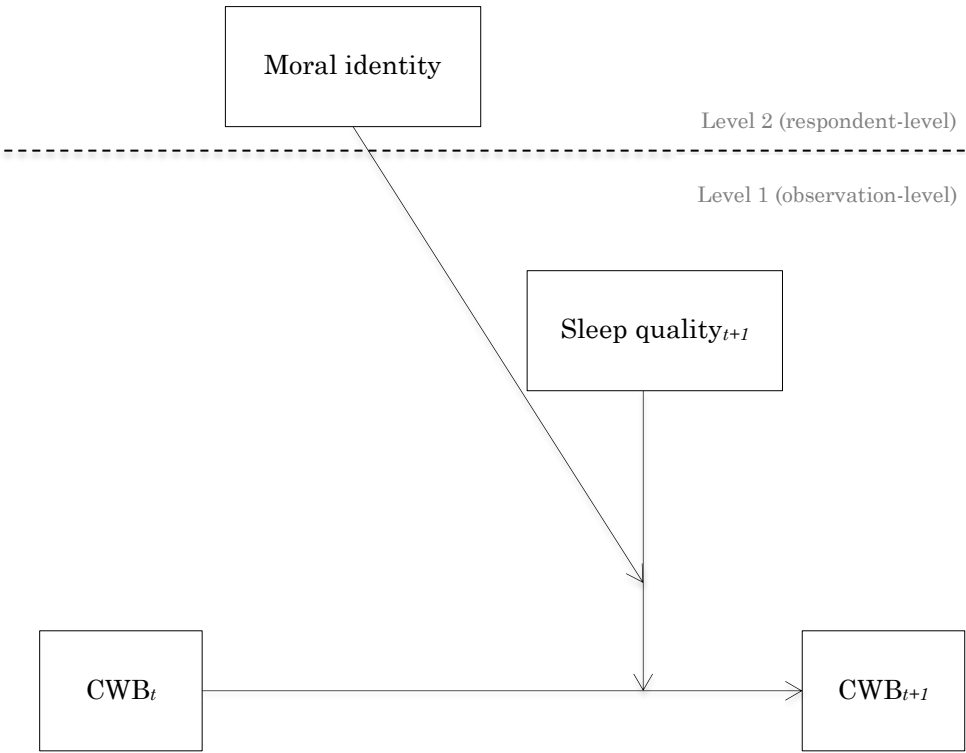 Moral identity
Level 2 (respondent-level)
Level 1 (observation-level)
Sleep quality t+1
CWB t
CWB t+1